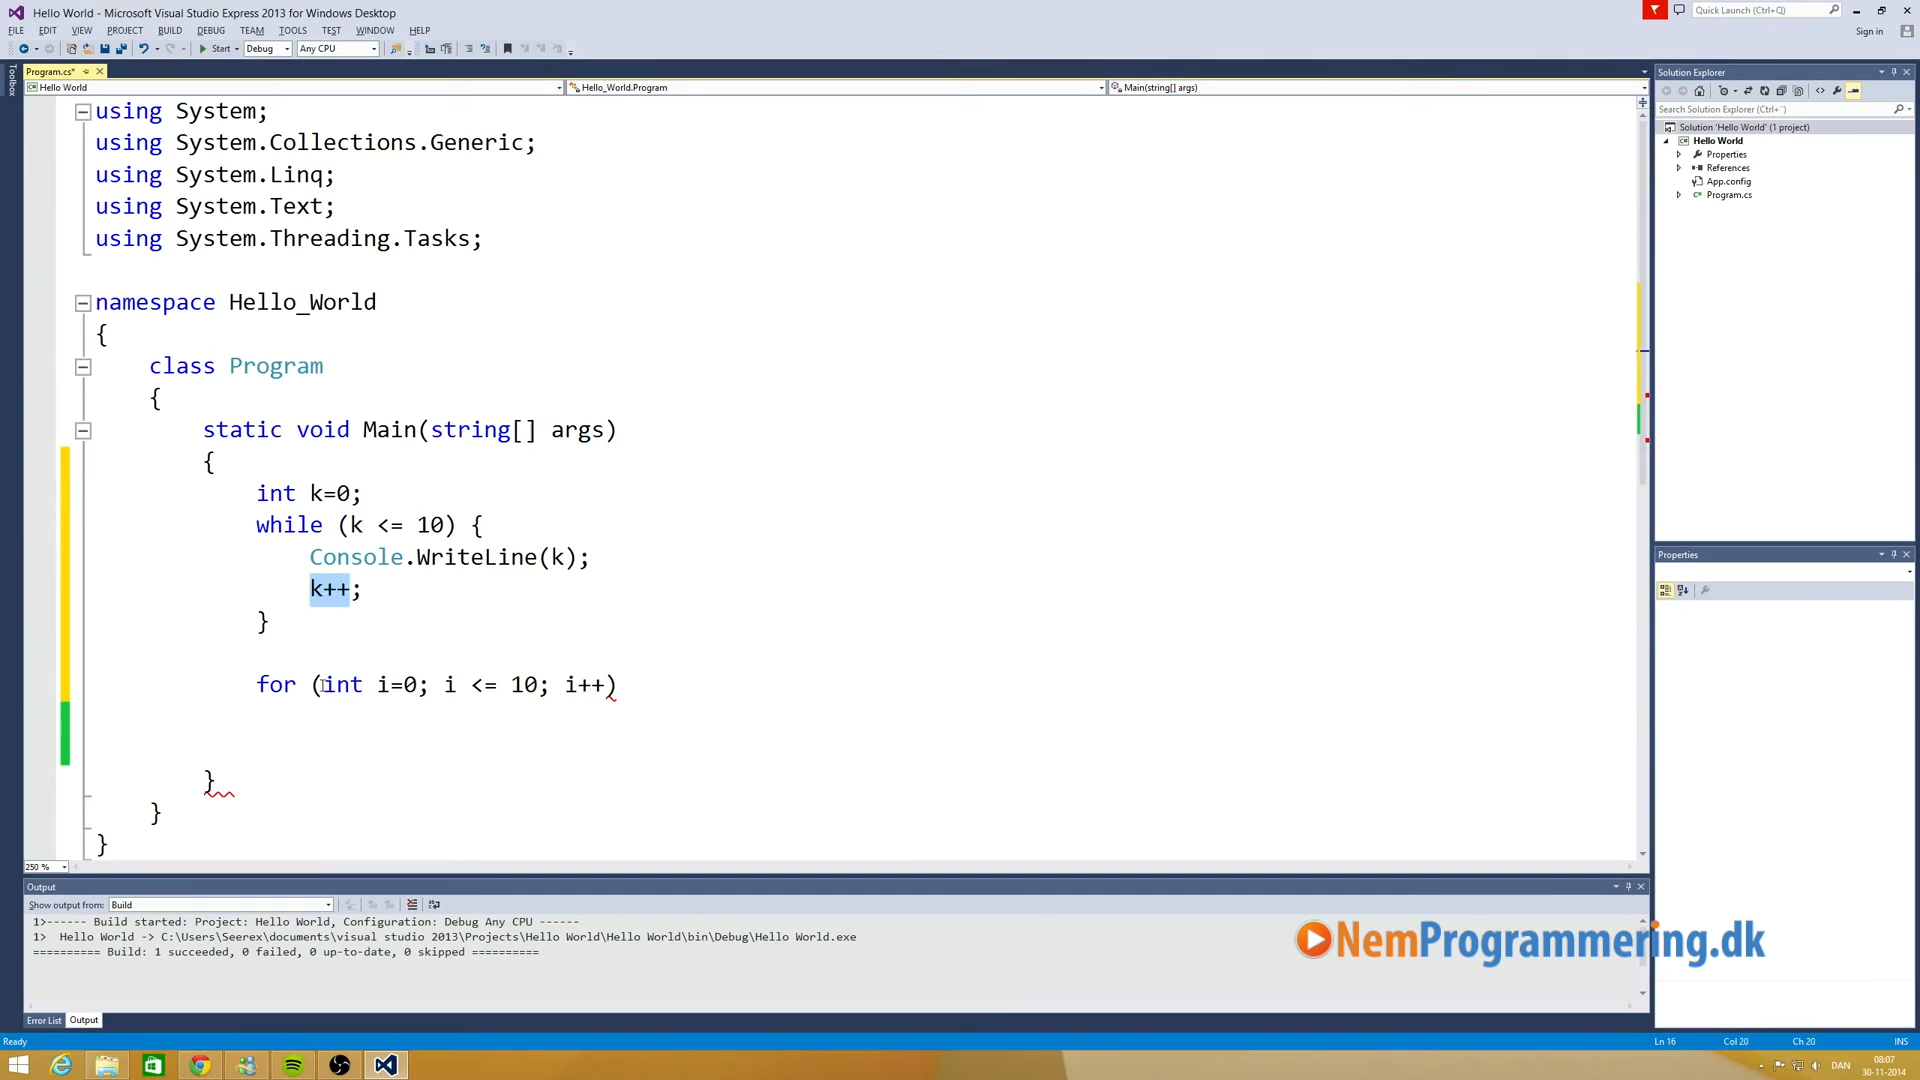 Hello World - Microsoft Visual Studio Express 2013 for Windows Desktop
Quick Launch (Ctrl+Q)
FILE EDIT VIEW PROJECT BUILD DEBUG TEAM TOOLS TEST WINDOW HELP
Sign in
Start Debug Any CPU
Toolbox
Program.cs*
Hello World
Hello_World.Program
Main(string[] args)
using System;
using System.Collections.Generic;
using System.Linq;
using System.Text;
using System.Threading.Tasks;
namespace Hello_World
{
class Program
{
static void Main(string[] args)
{
int k=0;
while (k <= 10) {
Console.WriteLine(k);
k++;
}
for (int i=0; i <= 10; i++)
}
}
}
250 %
Solution Explorer
Search Solution Explorer (Ctrl+¨)
Solution 'Hello World' (1 project)
Hello World
Properties
References
App.config
Program.cs
Properties
Output
Show output from: Build
1>------ Build started: Project: Hello World, Configuration: Debug Any CPU ------
1>  Hello World -> C:\Users\Seerex\documents\visual studio 2013\Projects\Hello World\Hello World\bin\Debug\Hello World.exe
========== Build: 1 succeeded, 0 failed, 0 up-to-date, 0 skipped ==========
NemProgrammering.dk
Error List Output
Ready
Ln 16 Col 20 Ch 20 INS
DAN
08:07
30-11-2014